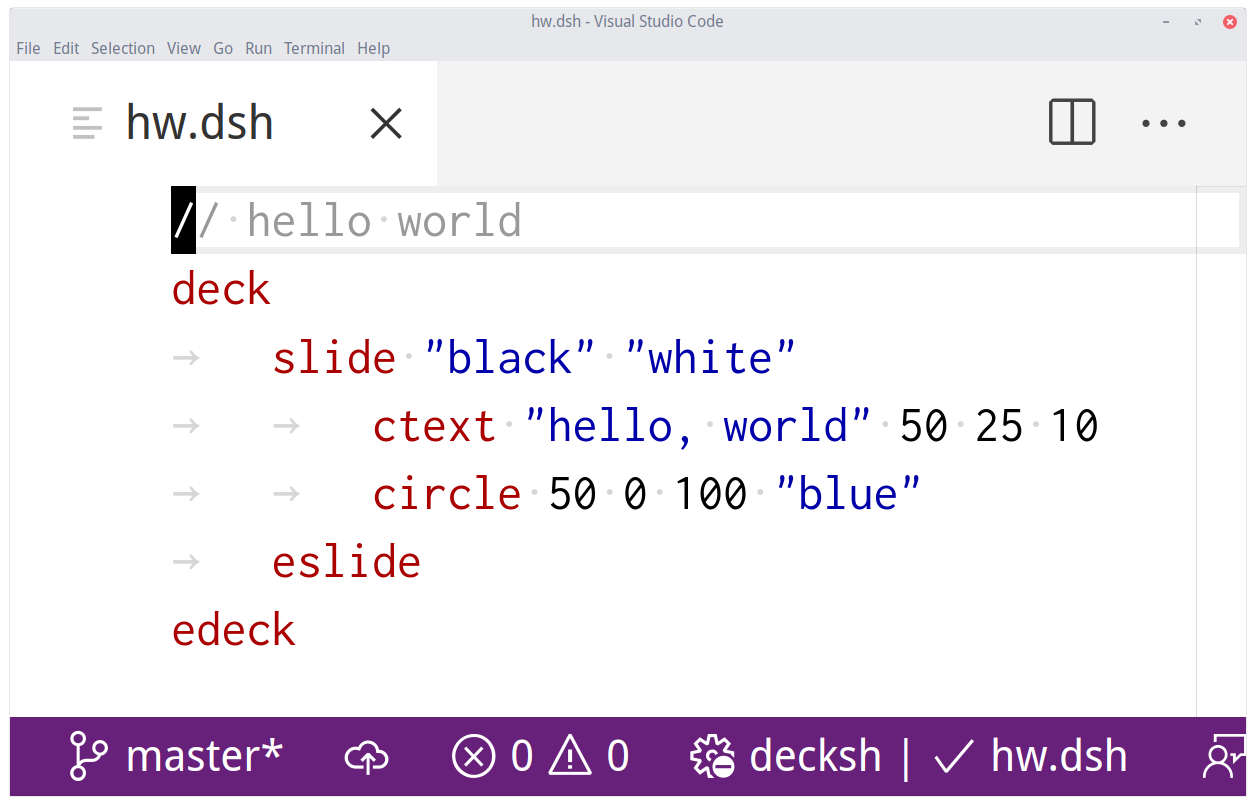 hw.dsh - Visual Studio Code
File Edit Selection View Go Run Terminal Help
hw.dsh
// hello world
deck
slide "black" "white"
ctext "hello, world" 50 25 10
circle 50 0 100 "blue"
eslide
edeck
master* 0 0 decksh | hw.dsh